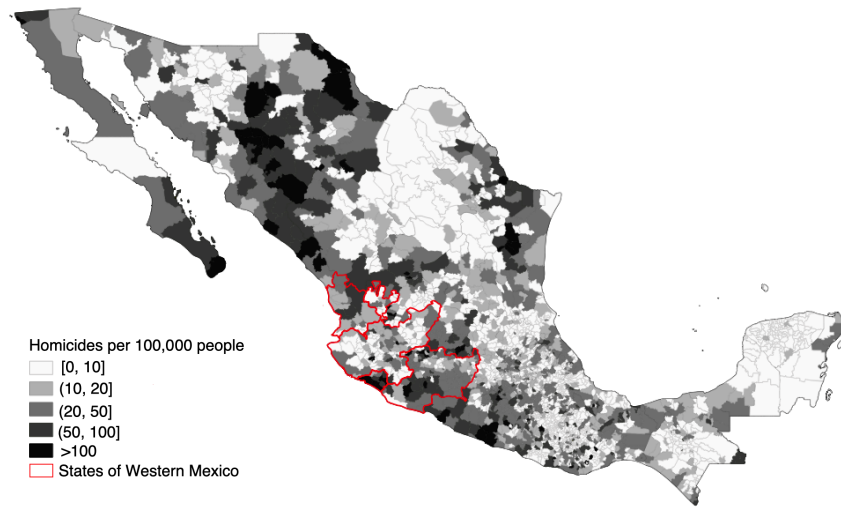 Homicides per 100,000 people
[0, 10]
(10, 20]
(20, 50]
(50, 100]
>100
States of Western Mexico